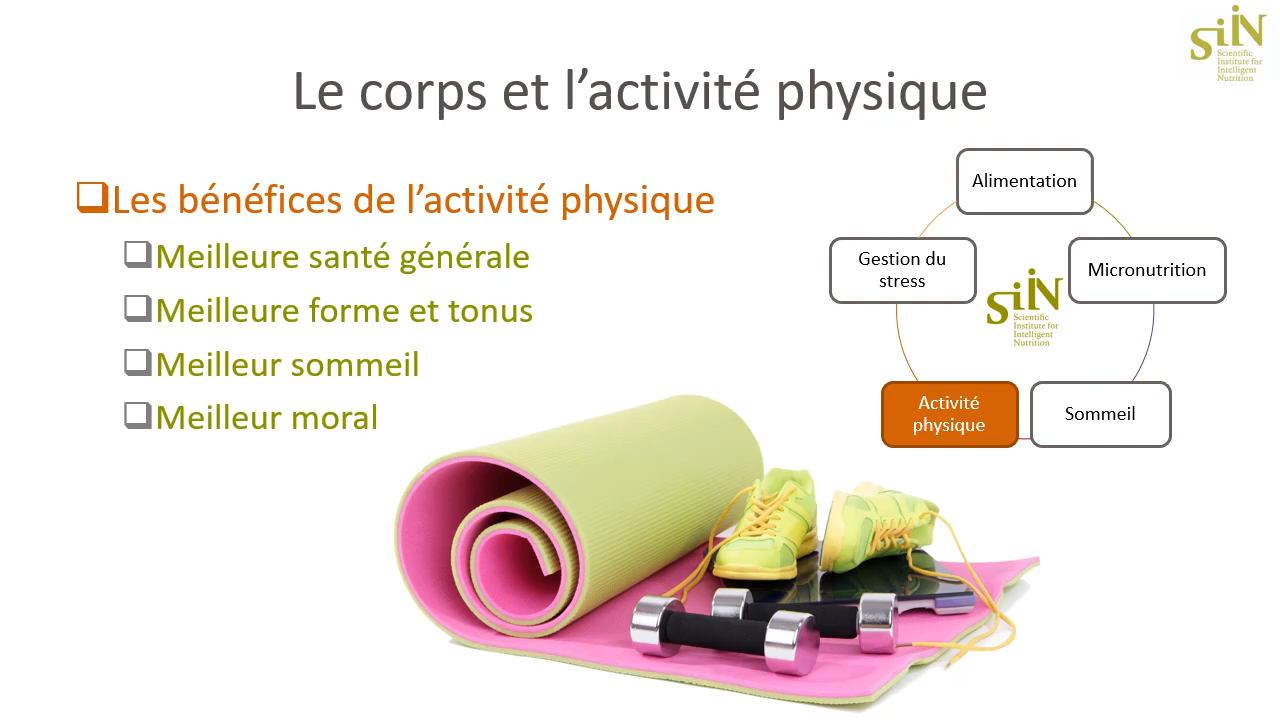 SiiN
Scientific
Institute for
Intelligent
Nutrition
Le corps et l’activité physique
Les bénéfices de l’activité physique
Meilleure santé générale
Meilleure forme et tonus
Meilleur sommeil
Meilleur moral
Alimentation
Gestion du
stress
Micronutrition
SiiN
Scientific
Institute for
Intelligent
Nutrition
Activité
physique
Sommeil